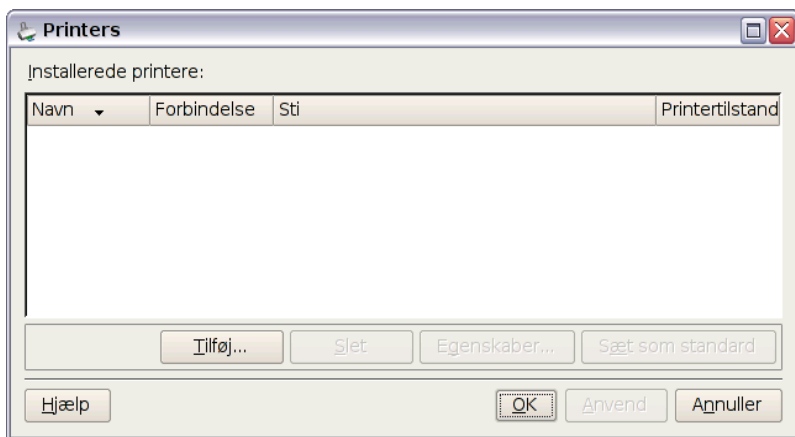 Printers
Installerede printere:
Navn Forbindelse Sti Printertilstand
Tilføj... Slet Egenskaber... Sæt som standard
Hjælp OK Anvend Annuller